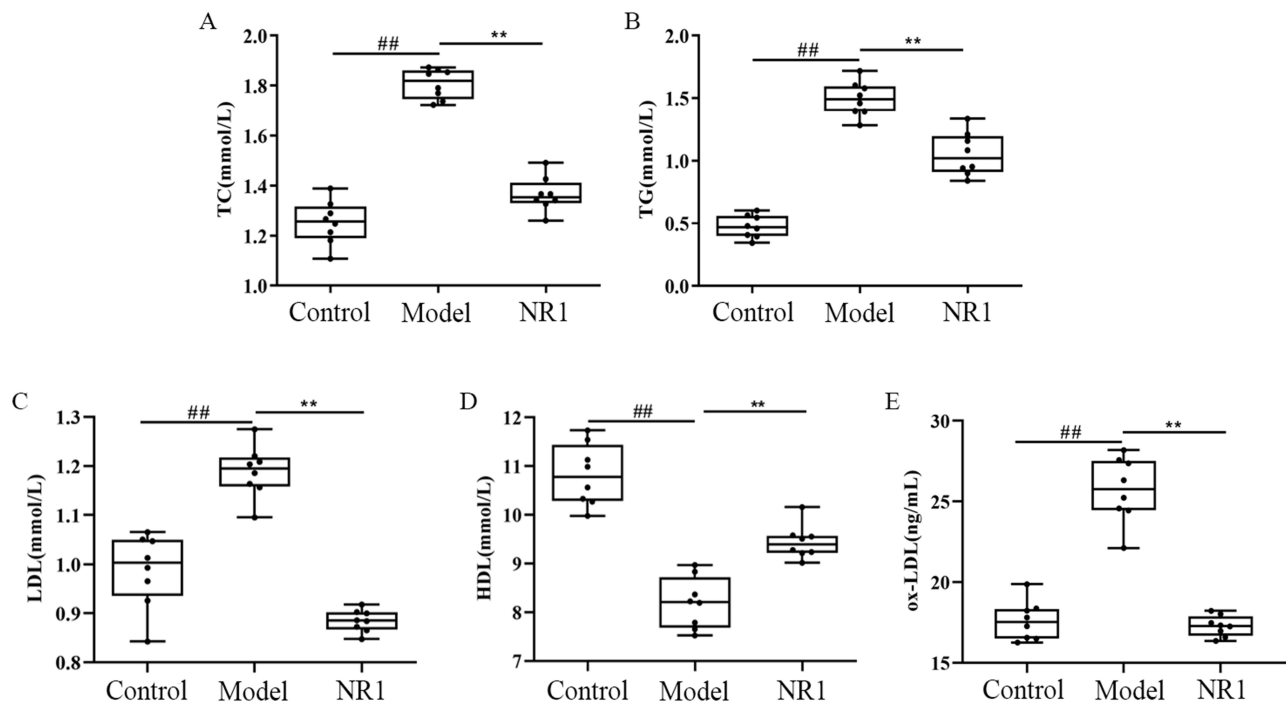 A
TC(mmol/L)
2.0
1.8
1.6
1.4
1.2
1.0
##
**
Control
Model
NR1
B
TG(mmol/L)
2.0
1.5
1.0
0.5
0.0
##
**
Control
Model
NR1
C
LDL(mmol/L)
1.3
1.2
1.1
1.0
0.9
0.8
##
**
Control
Model
NR1
D
HDL(mmol/L)
12
11
10
9
8
7
##
**
Control
Model
NR1
E
ox-LDL(ng/mL)
30
25
20
15
##
**
Control
Model
NR1